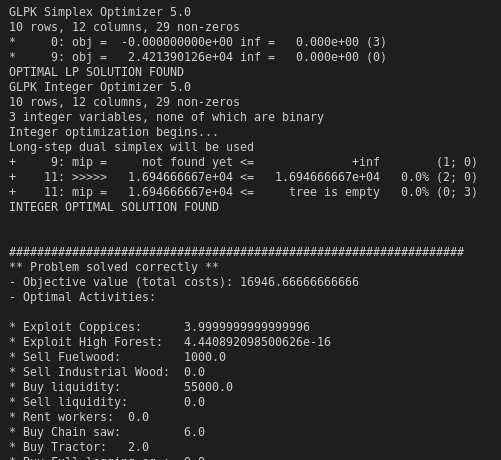 GLPK Simplex Optimizer 5.0
10 rows, 12 columns, 29 non-zeros
*     0: obj =  -0.000000000e+00 inf =   0.000e+00 (3)
*     9: obj =   2.421390126e+04 inf =   0.000e+00 (0)
OPTIMAL LP SOLUTION FOUND
GLPK Integer Optimizer 5.0
10 rows, 12 columns, 29 non-zeros
3 integer variables, none of which are binary
Integer optimization begins...
Long-step dual simplex will be used
+     9: mip =     not found yet <=              +inf        (1; 0)
+    11: >>>>>   1.694666667e+04 <=   1.694666667e+04   0.0% (2; 0)
+    11: mip =   1.694666667e+04 <=     tree is empty   0.0% (0; 3)
INTEGER OPTIMAL SOLUTION FOUND
#################################################################
** Problem solved correctly **
- Objective value (total costs): 16946.66666666666
- Optimal Activities:
* Exploit Coppices:      3.9999999999999996
* Exploit High Forest:   4.440892098500626e-16
* Sell Fuelwood:         1000.0
* Sell Industrial Wood:  0.0
* Buy liquidity:         55000.0
* Sell liquidity:        0.0
* Rent workers:  0.0
* Buy Chain saw:         6.0
* Buy Tractor:   2.0
* Buy Full logging eq.:  0.0